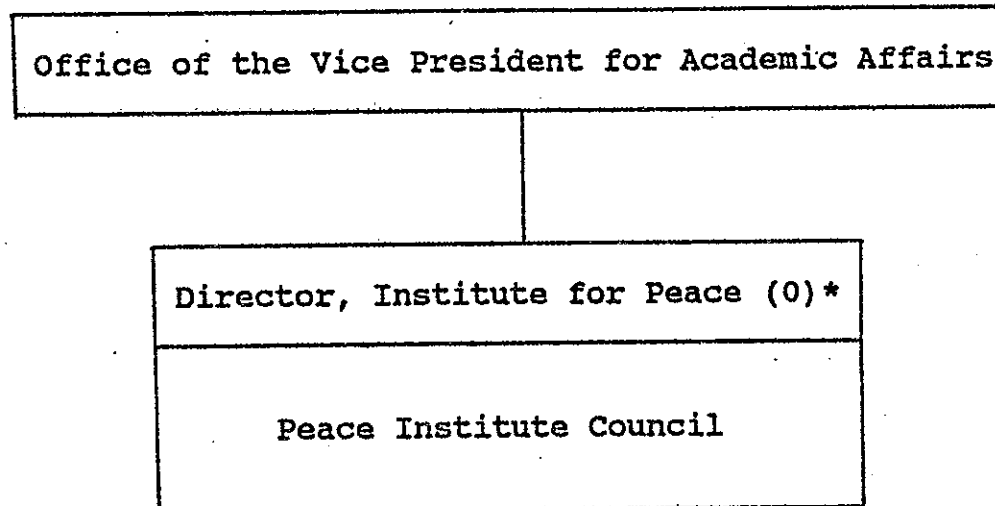 Office of the Vice President for Academic Affairs
Director, Institute for Peace (0)*
Peace Institute Council